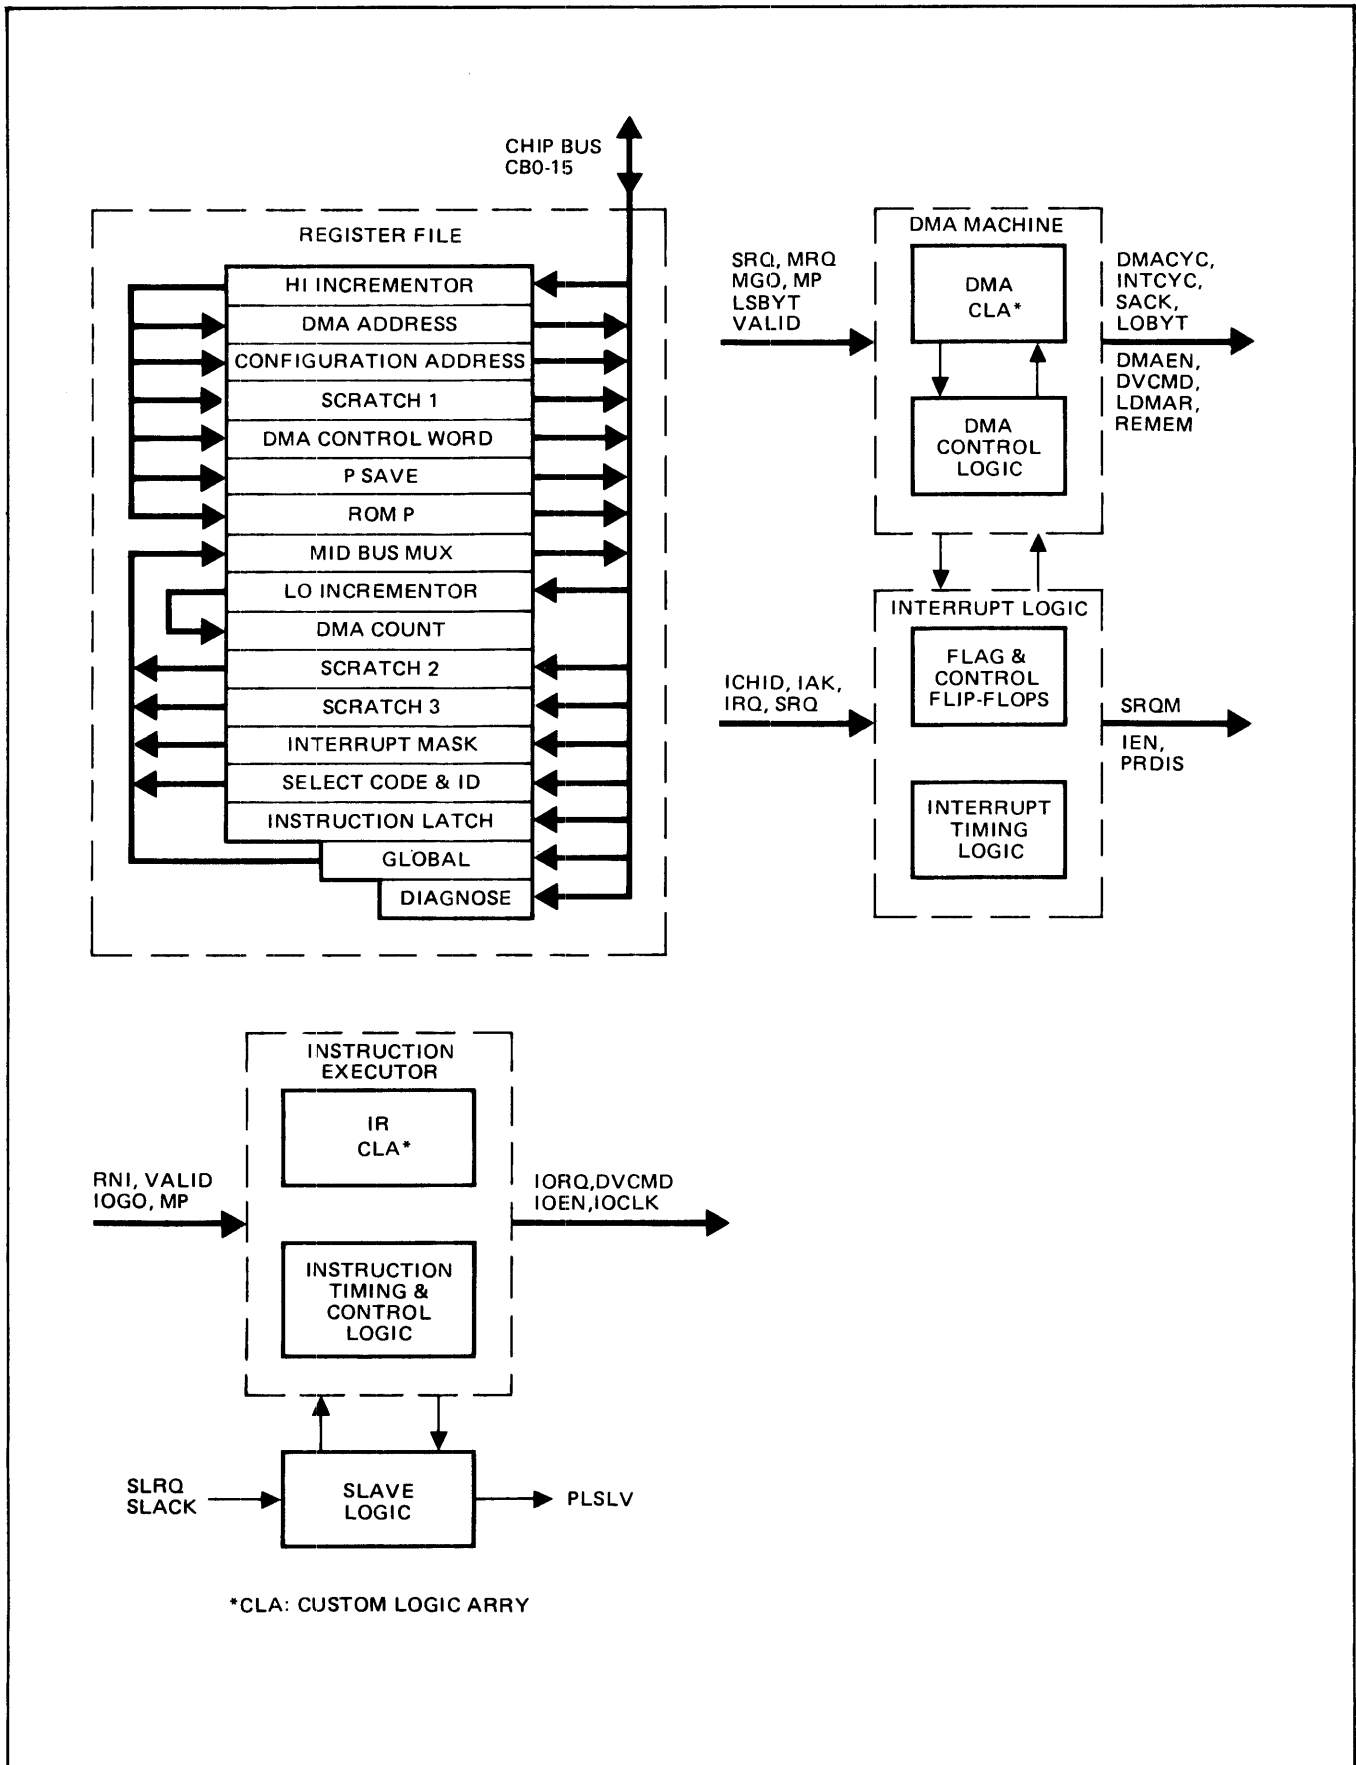 CHIP BUS
CB0-15
REGISTER FILE
HI INCREMENTOR
DMA ADDRESS
CONFIGURATION ADDRESS
SCRATCH 1
DMA CONTROL WORD
P SAVE
ROM P
MID BUS MUX
LO INCREMENTOR
DMA COUNT
SCRATCH 2
SCRATCH 3
INTERRUPT MASK
SELECT CODE & ID
INSTRUCTION LATCH
GLOBAL
DIAGNOSE
SRQ, MRQ
MGO, MP
LSBYT
VALID
DMA MACHINE
DMA
CLA*
DMA
CONTROL
LOGIC
DMACYC,
INTCYC,
SACK,
LOBYT
DMAEN,
DVCMD,
LDMAR,
REMEM
ICHID, IAK,
IRQ, SRQ
INTERRUPT LOGIC
FLAG &
CONTROL
FLIP-FLOPS
INTERRUPT
TIMING
LOGIC
SRQM
IEN,
PRDIS
RNI, VALID
IOGO, MP
INSTRUCTION
EXECUTOR
IR
CLA*
INSTRUCTION
TIMING &
CONTROL
LOGIC
IORQ,DVCMD
IOEN,IOCLK
SLRQ
SLACK
SLAVE
LOGIC
PLSLV
*CLA: CUSTOM LOGIC ARRY